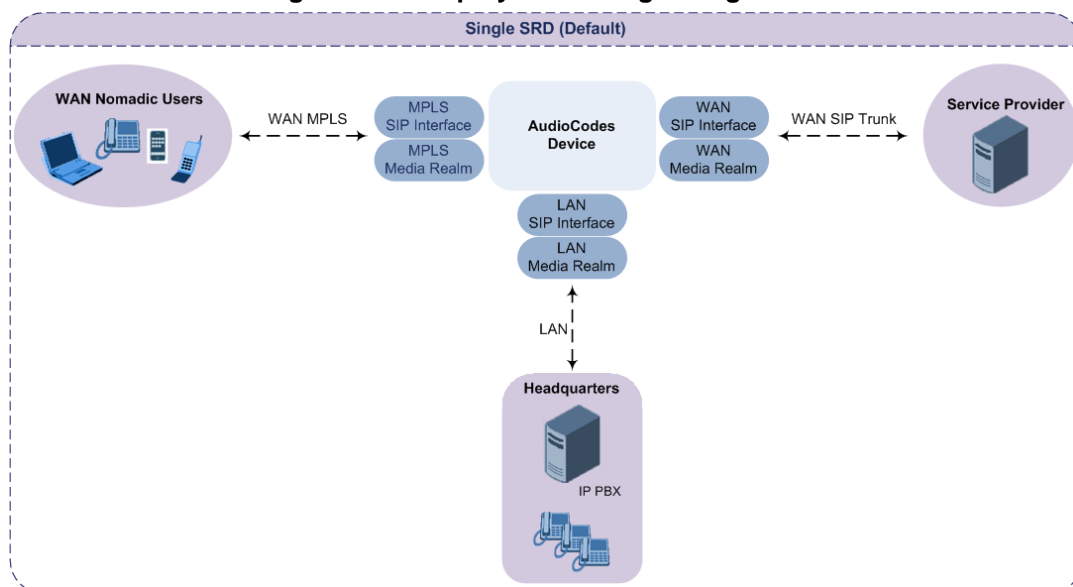 Single SRD (Default)
WAN Nomadic Users
WAN MPLS
MPLS
SIP Interface
MPLS
Media Realm
AudioCodes
Device
WAN
SIP Interface
WAN
Media Realm
WAN SIP Trunk
Service Provider
LAN
SIP Interface
LAN
Media Realm
LAN
Headquarters
IP PBX